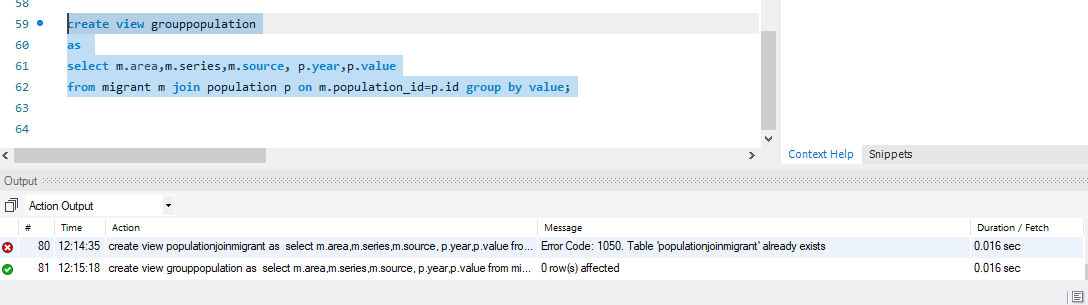 58
59 create view grouppopulation
60 as
61 select m.area,m.series,m.source, p.year,p.value
62 from migrant m join population p on m.population_id=p.id group by value;
63
64
Context Help Snippets
Output
Action Output
# Time Action Message Duration / Fetch
80 12:14:35 create view populationjoinmigrant as select m.area,m.series,m.source, p.year,p.value fro... Error Code: 1050. Table 'populationjoinmigrant' already exists 0.016 sec
81 12:15:18 create view grouppopulation as select m.area,m.series,m.source, p.year,p.value from mi... 0 row(s) affected 0.016 sec